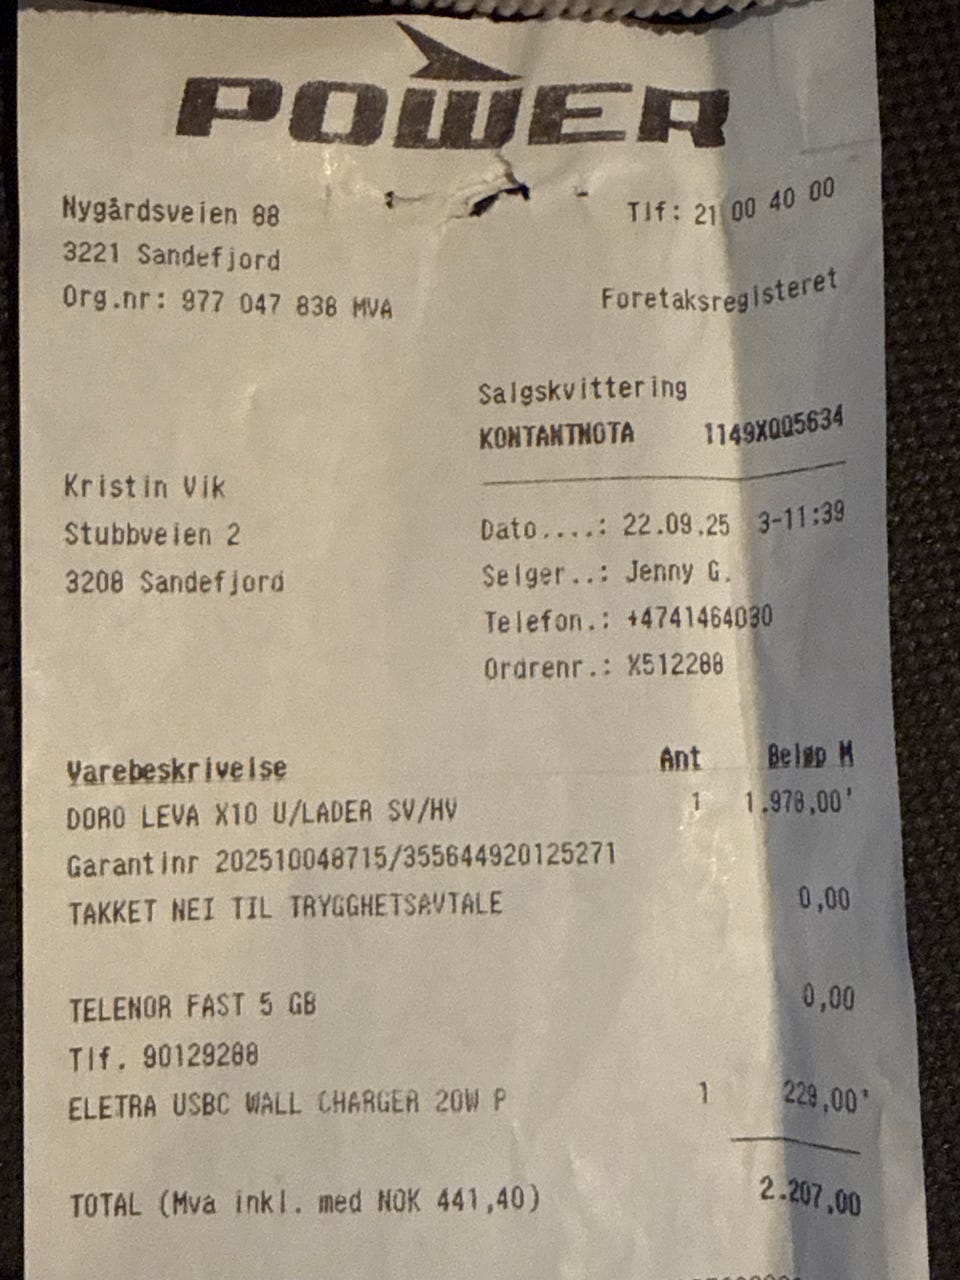 POWER
Nygårdsveien 88
Tlf: 21 00 40 00
3221 Sandefjord
Org.nr: 977 047 838 MVA
Foretaksregisteret
Salgskvittering
KONTANTNOTA 1149XQQ5634
Kristin Vik
Stubbveien 2
3208 Sandefjord
Dato....: 22.09.25 3-11:39
Selger..: Jenny G.
Telefon.: +4741464030
Ordrenr.: X512288
Varebeskrivelse Ant Beløp M
DORO LEVA X10 U/LADER SV/HV 1 1.978,00'
Garantinr 202510048715/355644920125271
TAKKET NEI TIL TRYGGHETSAVTALE 0,00
TELENOR FAST 5 GB 0,00
Tlf. 90129288
ELETRA USBC WALL CHARGER 20W P 1 229,00'
TOTAL (Mva inkl. med NOK 441,40) 2.207,00